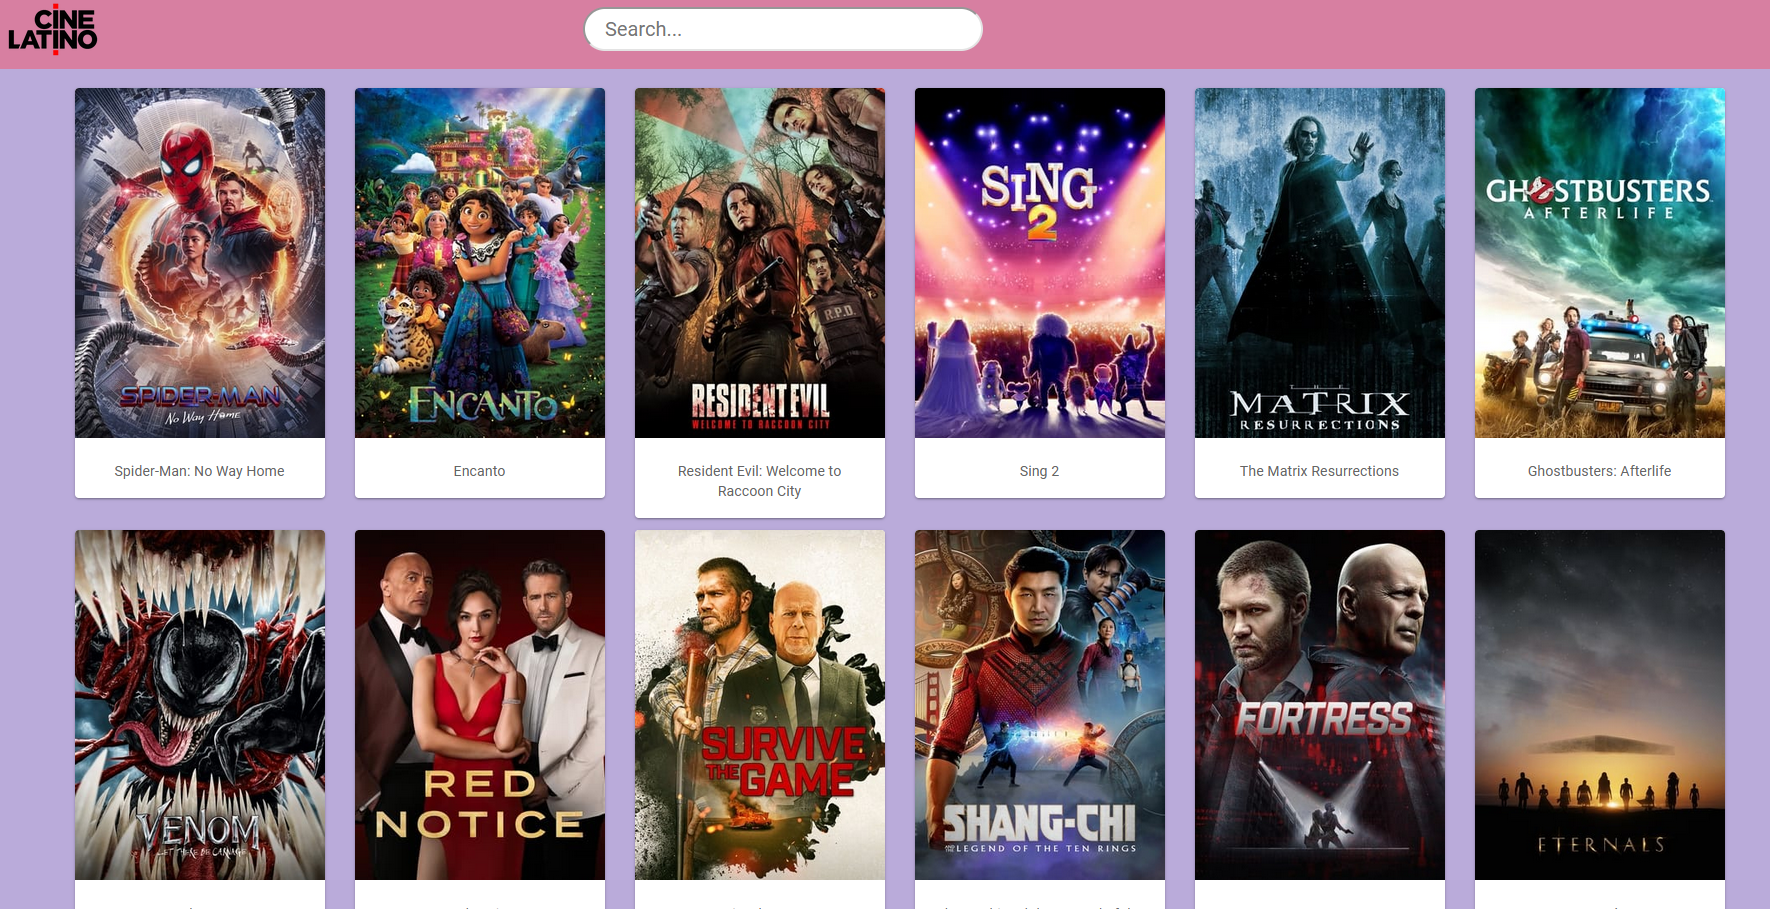 CINE
LATINO
Search...
SPIDER-MAN
No Way Home
ENCANTO
R.P.D.
RESIDENT EVIL
WELCOME TO RACCOON CITY
SING
2
THE
MATRIX
RESURRECTIONS
GHOSTBUSTERS
AFTERLIFE
Spider-Man: No Way Home
Encanto
Resident Evil: Welcome to
Raccoon City
Sing 2
The Matrix Resurrections
Ghostbusters: Afterlife
VENOM
LET THERE BE CARNAGE
RED
NOTICE
SURVIVE
THE GAME
SHANG-CHI
AND THE LEGEND OF THE TEN RINGS
FORTRESS
ETERNALS